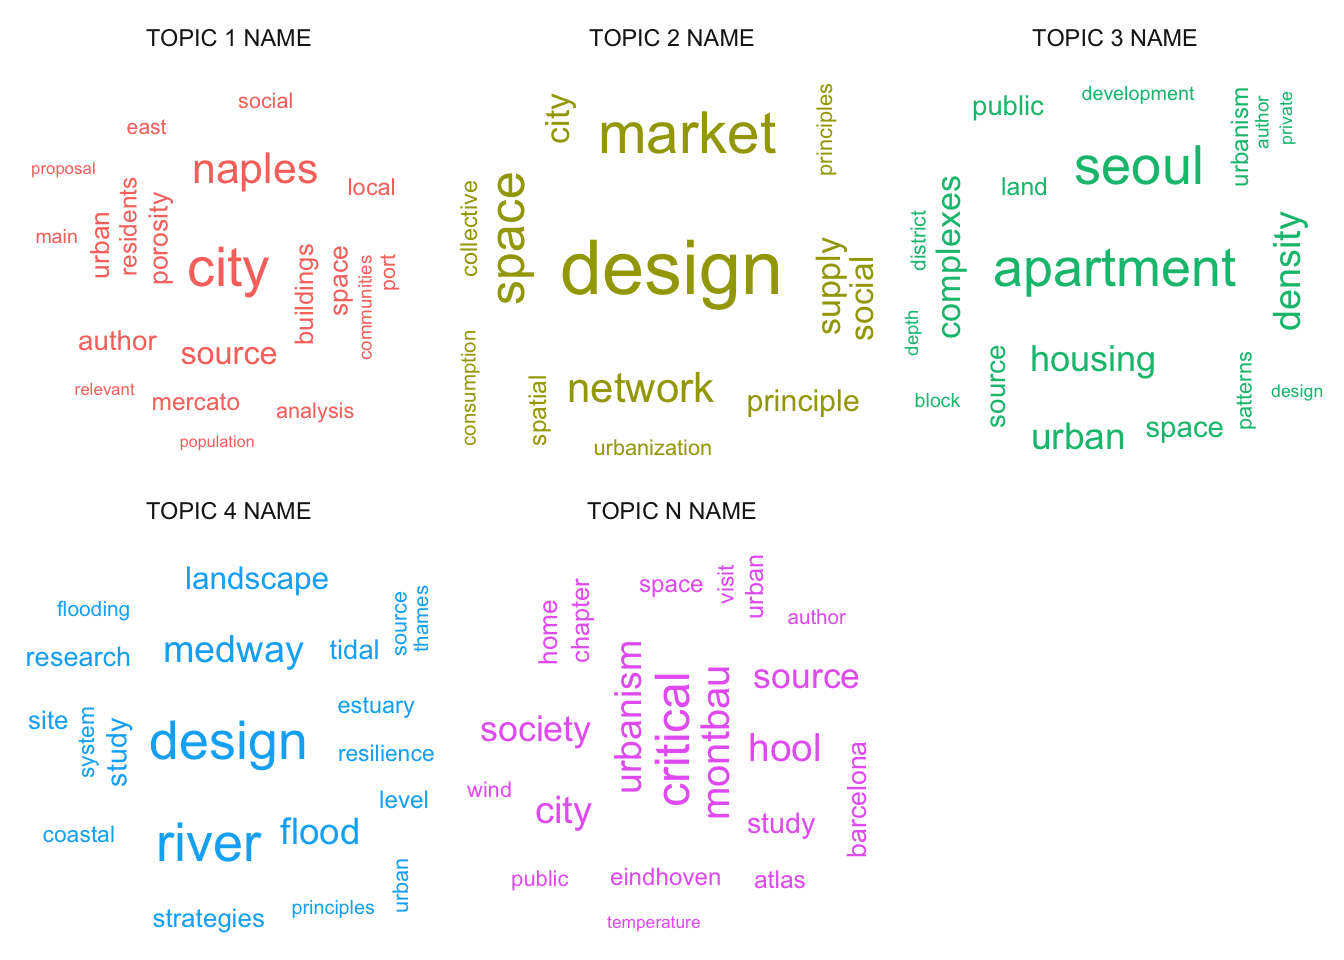 TOPIC 1 NAME
social
east
naples
proposal
local
residents
porosity
urban
main
city
buildings
space
communities
port
author
source
relevant
mercato
analysis
population
TOPIC 2 NAME
city
market
principles
collective
space
design
supply
social
consumption
spatial
network
principle
urbanization
TOPIC 3 NAME
development
public
urbanism
author
private
seoul
land
complexes
district
apartment
density
depth
housing
source
patterns
block
design
urban
space
TOPIC 4 NAME
landscape
flooding
source
thames
medway
tidal
research
estuary
site
system
study
design
resilience
level
coastal
river
flood
urban
principles
strategies
TOPIC N NAME
space
visit
urban
home
chapter
author
urbanism
critical
montbau
source
society
hool
wind
city
barcelona
study
public
eindhoven
atlas
temperature